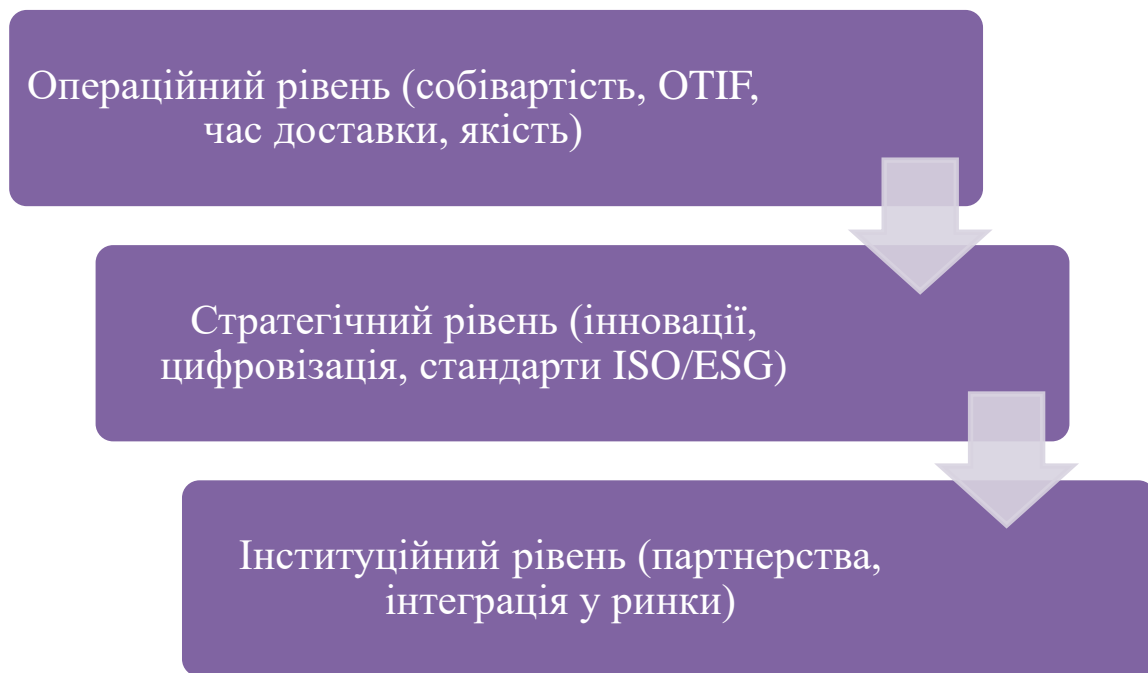 Операційний рівень (собівартість, OTIF,
час доставки, якість)
Стратегічний рівень (інновації,
цифровізація, стандарти ISO/ESG)
Інституційний рівень (партнерства,
інтеграція у ринки)